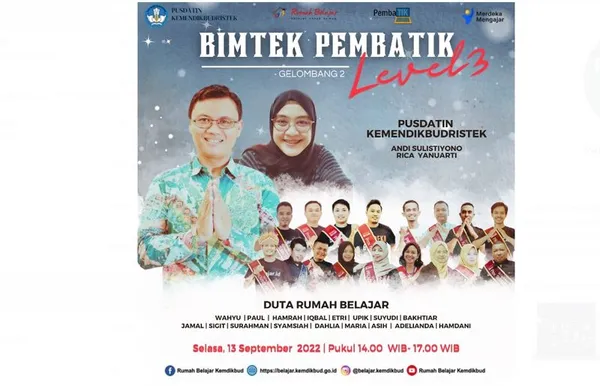 PUSDATIN
KEMENDIKBUDRISTEK
Rumah Belajar
PembaTIK
Merdeka
Mengajar
BIMTEK PEMBATIK
- GELOMBANG 2
Level 3
PUSDATIN
KEMENDIKBUDRISTEK
ANDI SULISTIYONO
RICA YANUARTI
DUTA RUMAH BELAJAR
WAHYU | PAUL | HAMRAH | IQBAL | ETRI | UPIK | SUYUDI | BAKHTIAR
JAMAL | SIGIT | SURAHMAN | SYAMSIAH | DAHLIA | MARIA | ASIH | ADELIANDA | HAMDANI
Selasa, 13 September 2022 | Pukul 14.00 WIB- 17.00 WIB
Rumah Belajar Kemdikbud
https://belajar.kemdikbud.go.id
@belajar.kemdikbud
Rumah Belajar Kemdikbud